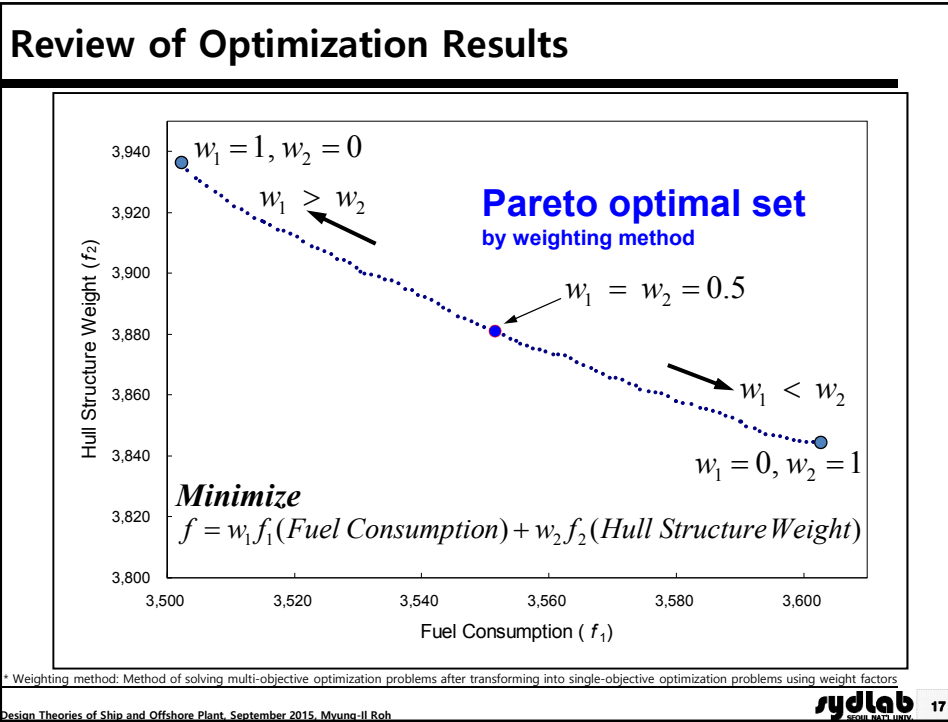 Review of Optimization Results
3,940
3,920
3,900
3,880
3,860
3,840
3,820
3,800
Hull Structure Weight (f2)
w1 = 1, w2 = 0
w1 > w2
Pareto optimal set
by weighting method
w1 = w2 = 0.5
w1 < w2
w1 = 0, w2 = 1
Minimize
f = w1f1(Fuel Consumption) + w2f2(Hull Structure Weight)
3,500 3,520 3,540 3,560 3,580 3,600
Fuel Consumption ( f1)
* Weighting method: Method of solving multi-objective optimization problems after transforming into single-objective optimization problems using weight factors
Design Theories of Ship and Offshore Plant, September 2015, Myung-Il Roh
sydlab 17
SEOUL NAT'L UNIV.